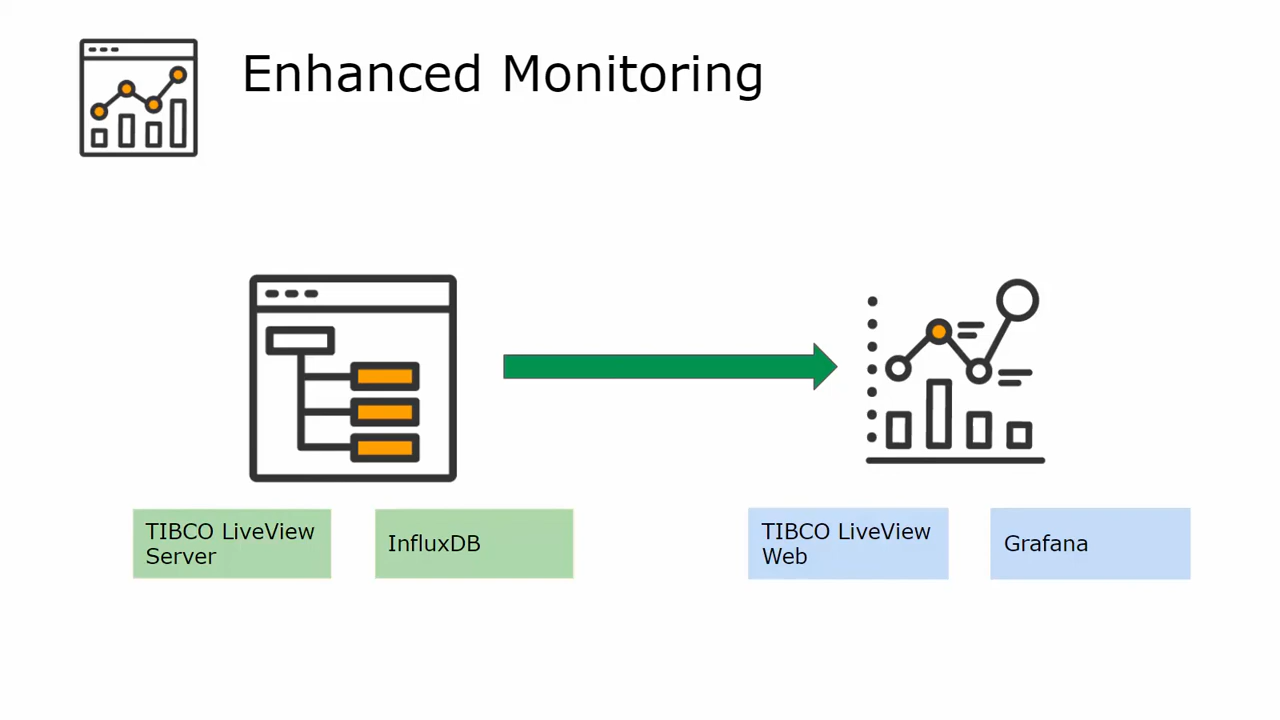 Enhanced Monitoring
TIBCO LiveView
Server
InfluxDB
TIBCO LiveView
Web
Grafana